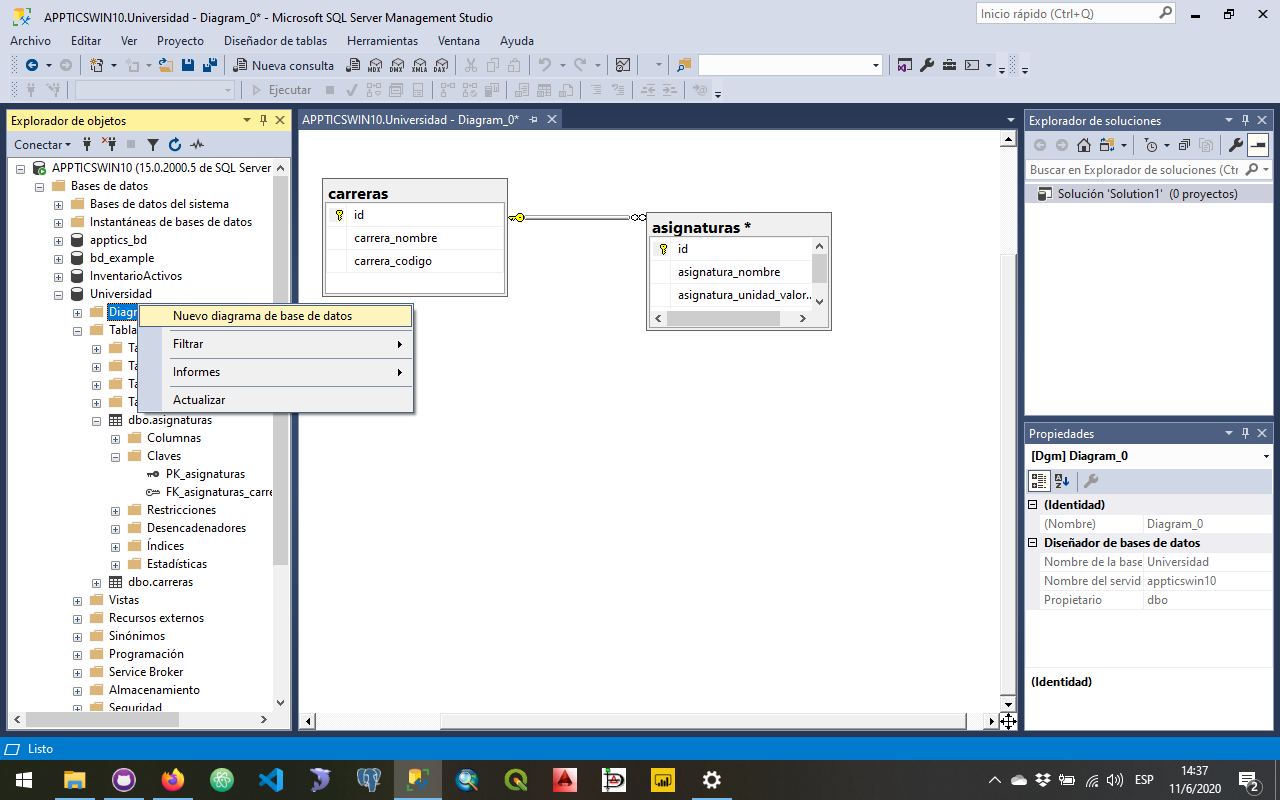 APPTICSWIN10.Universidad - Diagram_0* - Microsoft SQL Server Management Studio
Inicio rápido (Ctrl+Q)
Archivo Editar Ver Proyecto Diseñador de tablas Herramientas Ventana Ayuda
Nueva consulta MDX DMX XMLA DAX
Ejecutar
Explorador de objetos
Conectar
APPTICSWIN10 (15.0.2000.5 de SQL Server
Bases de datos
Bases de datos del sistema
Instantáneas de bases de datos
apptics_bd
bd_example
InventarioActivos
Universidad
Diagr
Tabla
Ta
Ta
Ta
Ta
dbo.asignaturas
Columnas
Claves
PK_asignaturas
FK_asignaturas_carre
Restricciones
Desencadenadores
Índices
Estadísticas
dbo.carreras
Vistas
Recursos externos
Sinónimos
Programación
Service Broker
Almacenamiento
Seguridad
Nuevo diagrama de base de datos
Filtrar
Informes
Actualizar
APPTICSWIN10.Universidad - Diagram_0*
carreras
id
carrera_nombre
carrera_codigo
asignaturas *
id
asignatura_nombre
asignatura_unidad_valor...
Explorador de soluciones
Buscar en Explorador de soluciones (Ctr
Solución 'Solution1' (0 proyectos)
Propiedades
[Dgm] Diagram_0
(Identidad)
(Nombre) Diagram_0
Diseñador de bases de datos
Nombre de la base Universidad
Nombre del servid appticswin10
Propietario dbo
(Identidad)
Listo
ESP
14:37
11/6/2020
2